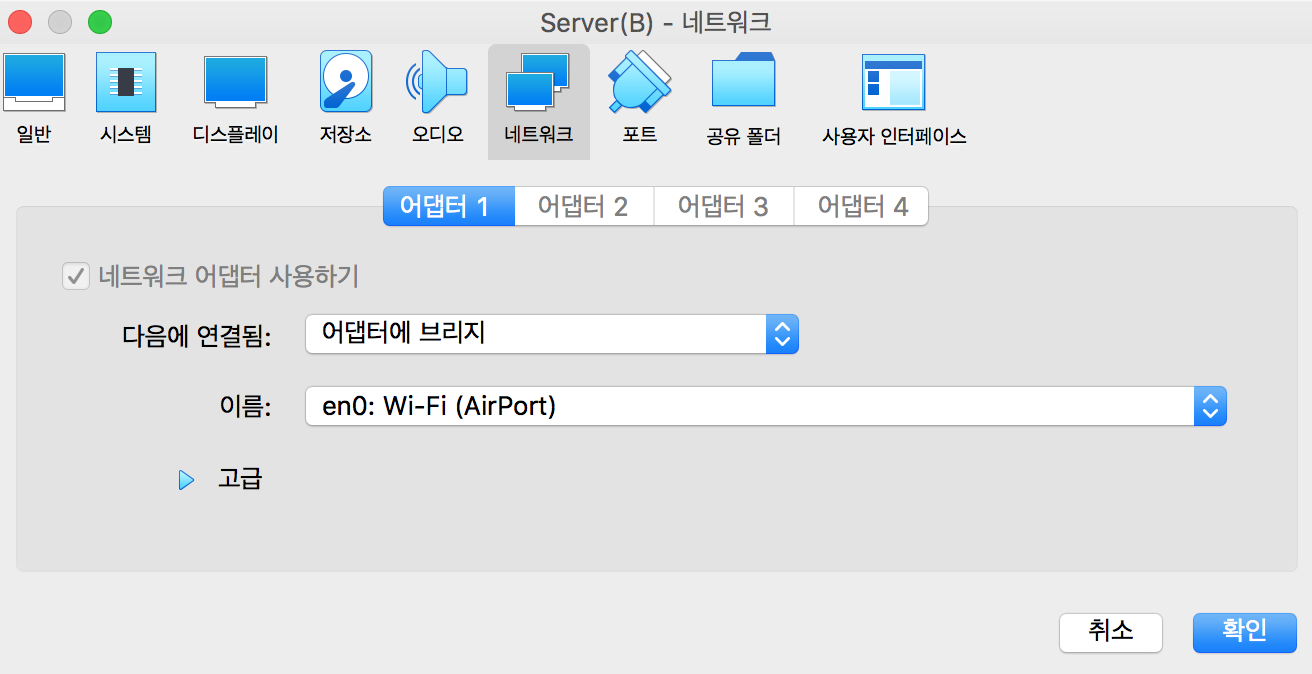 Server(B) - 네트워크
일반 시스템 디스플레이 저장소 오디오 네트워크 포트 공유 폴더 사용자 인터페이스
어댑터 1 어댑터 2 어댑터 3 어댑터 4
네트워크 어댑터 사용하기
다음에 연결됨: 어댑터에 브리지
이름: en0: Wi-Fi (AirPort)
고급
취소 확인